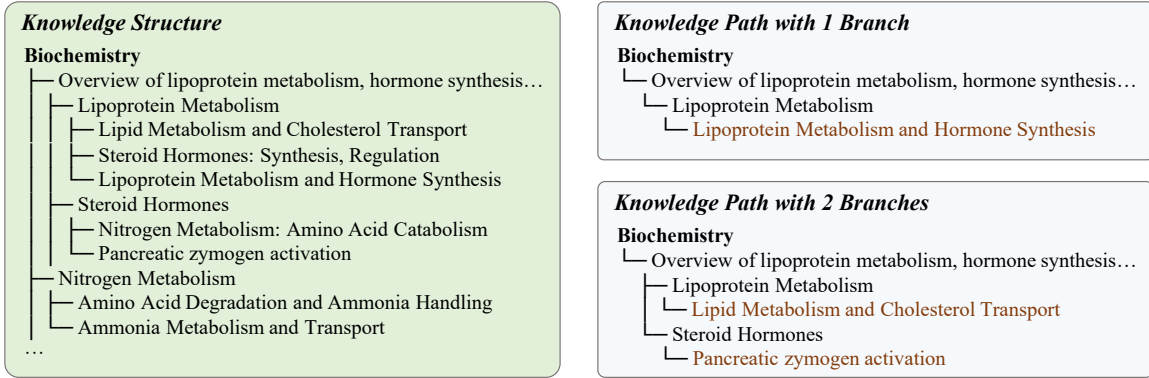 Knowledge Structure
Biochemistry
Overview of lipoprotein metabolism, hormone synthesis…
Lipoprotein Metabolism
Lipid Metabolism and Cholesterol Transport
Steroid Hormones: Synthesis, Regulation
Lipoprotein Metabolism and Hormone Synthesis
Steroid Hormones
Nitrogen Metabolism: Amino Acid Catabolism
Pancreatic zymogen activation
Nitrogen Metabolism
Amino Acid Degradation and Ammonia Handling
Ammonia Metabolism and Transport
…
Knowledge Path with 1 Branch
Biochemistry
Overview of lipoprotein metabolism, hormone synthesis…
Lipoprotein Metabolism
Lipoprotein Metabolism and Hormone Synthesis
Knowledge Path with 2 Branches
Biochemistry
Overview of lipoprotein metabolism, hormone synthesis…
Lipoprotein Metabolism
Lipid Metabolism and Cholesterol Transport
Steroid Hormones
Pancreatic zymogen activation